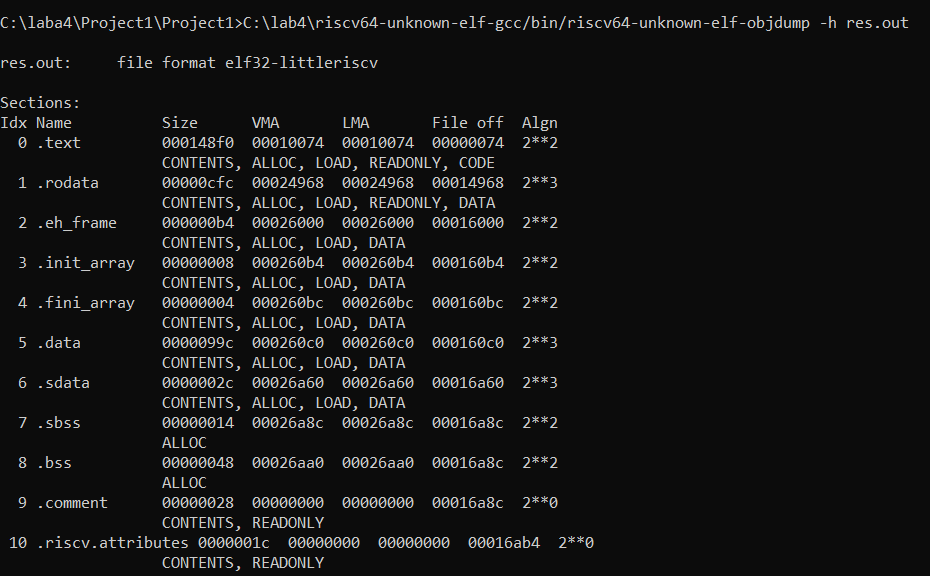 C:\laba4\Project1\Project1>C:\lab4\riscv64-unknown-elf-gcc/bin/riscv64-unknown-elf-objdump -h res.out
res.out:     file format elf32-littleriscv
Sections:
Idx Name          Size      VMA       LMA       File off  Algn
  0 .text         000148f0  00010074  00010074  00000074  2**2
                  CONTENTS, ALLOC, LOAD, READONLY, CODE
  1 .rodata       00000cfc  00024968  00024968  00014968  2**3
                  CONTENTS, ALLOC, LOAD, READONLY, DATA
  2 .eh_frame     000000b4  00026000  00026000  00016000  2**2
                  CONTENTS, ALLOC, LOAD, DATA
  3 .init_array   00000008  000260b4  000260b4  000160b4  2**2
                  CONTENTS, ALLOC, LOAD, DATA
  4 .fini_array   00000004  000260bc  000260bc  000160bc  2**2
                  CONTENTS, ALLOC, LOAD, DATA
  5 .data         0000099c  000260c0  000260c0  000160c0  2**3
                  CONTENTS, ALLOC, LOAD, DATA
  6 .sdata        0000002c  00026a60  00026a60  00016a60  2**3
                  CONTENTS, ALLOC, LOAD, DATA
  7 .sbss         00000014  00026a8c  00026a8c  00016a8c  2**2
                  ALLOC
  8 .bss          00000048  00026aa0  00026aa0  00016a8c  2**2
                  ALLOC
  9 .comment      00000028  00000000  00000000  00016a8c  2**0
                  CONTENTS, READONLY
 10 .riscv.attributes 0000001c  00000000  00000000  00016ab4  2**0
                  CONTENTS, READONLY